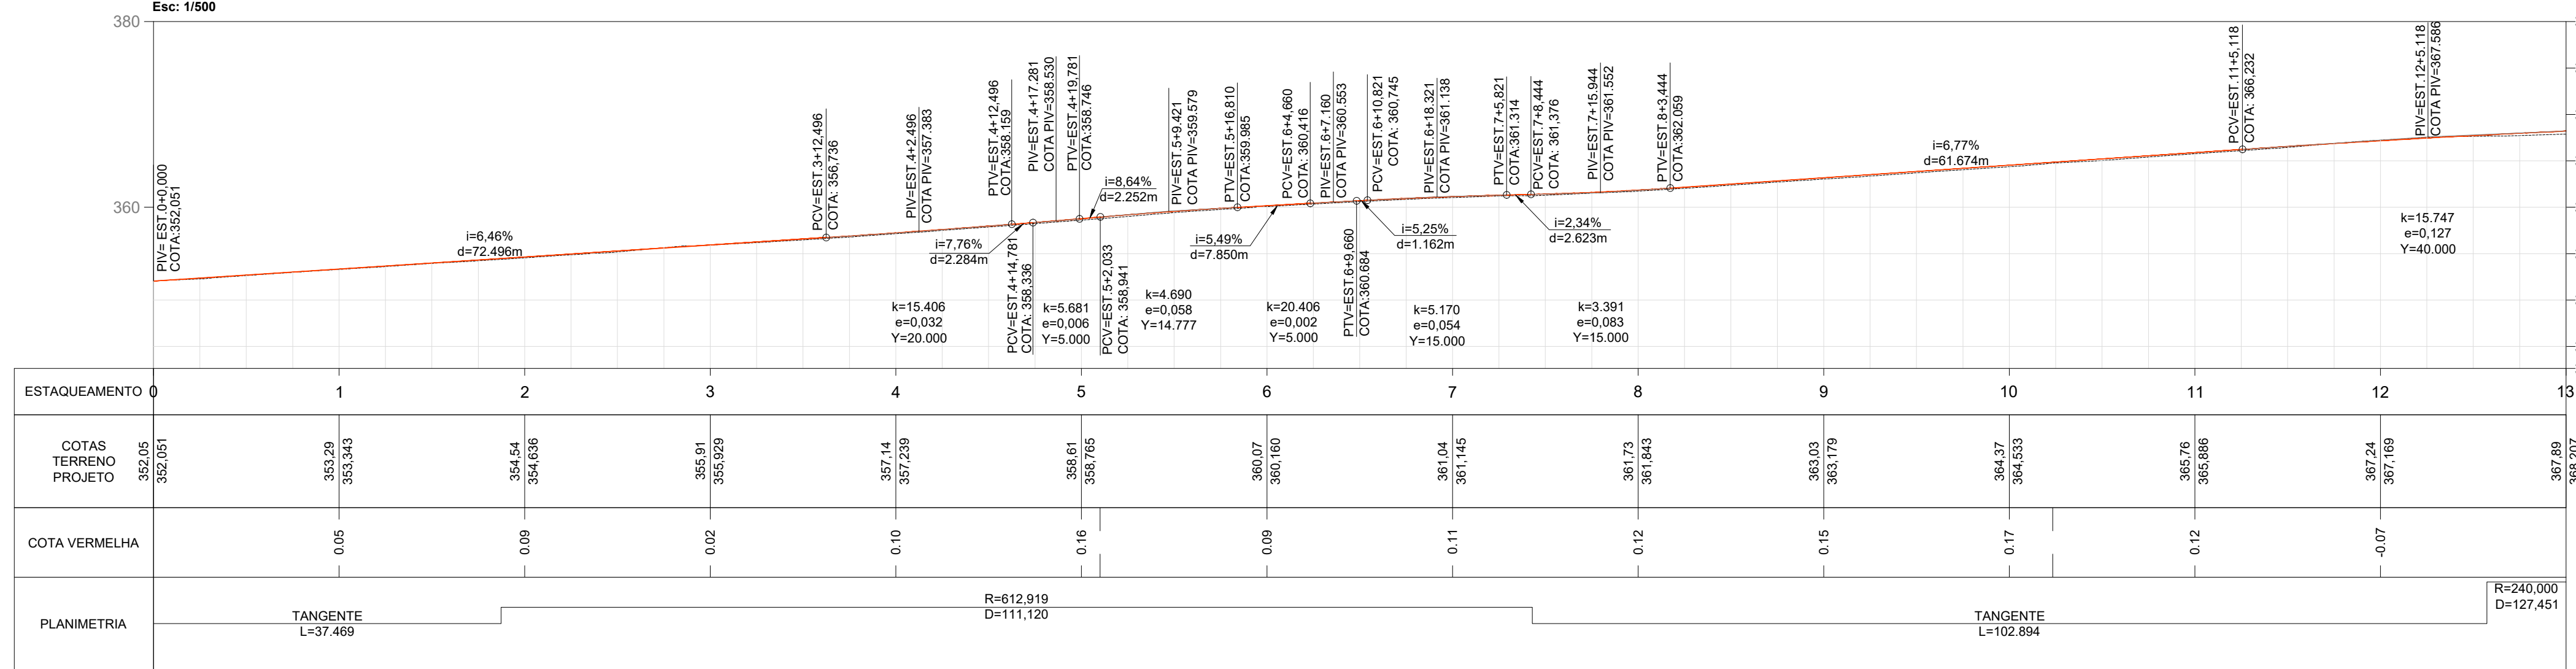 Esc: 1/500
380
360
PIV= EST.0+0,000
COTA:352,051
i=6,46%
d=72.496m
PCV=EST.3+12,496
COTA: 356,736
PIV=EST.4+2,496
COTA PIV=357.383
k=15.406
e=0,032
Y=20.000
PTV=EST.4+12,496
COTA:358.159
i=7,76%
d=2.284m
PCV=EST.4+14,781
COTA: 358,336
PIV=EST.4+17.281
COTA PIV=358.530
k=5.681
e=0,006
Y=5.000
PTV=EST.4+19,781
COTA:358.746
i=8,64%
d=2.252m
PCV=EST.5+2,033
COTA: 358,941
PIV=EST.5+9.421
COTA PIV=359.579
k=4.690
e=0,058
Y=14.777
PTV=EST.5+16.810
COTA:359.985
i=5,49%
d=7.850m
PCV=EST.6+4,660
COTA: 360,416
PIV=EST.6+7.160
COTA PIV=360.553
k=20.406
e=0,002
Y=5.000
PTV=EST.6+9,660
COTA:360.684
i=5,25%
d=1.162m
PCV=EST.6+10,821
COTA: 360,745
PIV=EST.6+18.321
COTA PIV=361.138
k=5.170
e=0,054
Y=15.000
PTV=EST.7+5,821
COTA:361.314
i=2,34%
d=2.623m
PCV=EST.7+8,444
COTA: 361,376
PIV=EST.7+15.944
COTA PIV=361.552
k=3.391
e=0,083
Y=15.000
PTV=EST.8+3,444
COTA:362.059
i=6,77%
d=61.674m
PCV=EST.11+5,118
COTA: 366,232
PIV=EST.12+5.118
COTA PIV=367.586
k=15.747
e=0,127
Y=40.000
ESTAQUEAMENTO 0 1 2 3 4 5 6 7 8 9 10 11 12 13
COTAS
TERRENO
PROJETO
352,05
352,051
353,29
353,343
354,54
354,636
355,91
355,929
357,14
357,239
358,61
358,765
360,07
360,160
361,04
361,145
361,73
361,843
363,03
363,179
364,37
364,533
365,76
365,886
367,24
367,169
367,89
368,207
COTA VERMELHA 0.05 0.09 0.02 0.10 0.16 0.09 0.11 0.12 0.15 0.17 0.12 -0.07
PLANIMETRIA
TANGENTE
L=37.469
R=612,919
D=111,120
TANGENTE
L=102.894
R=240,000
D=127,451